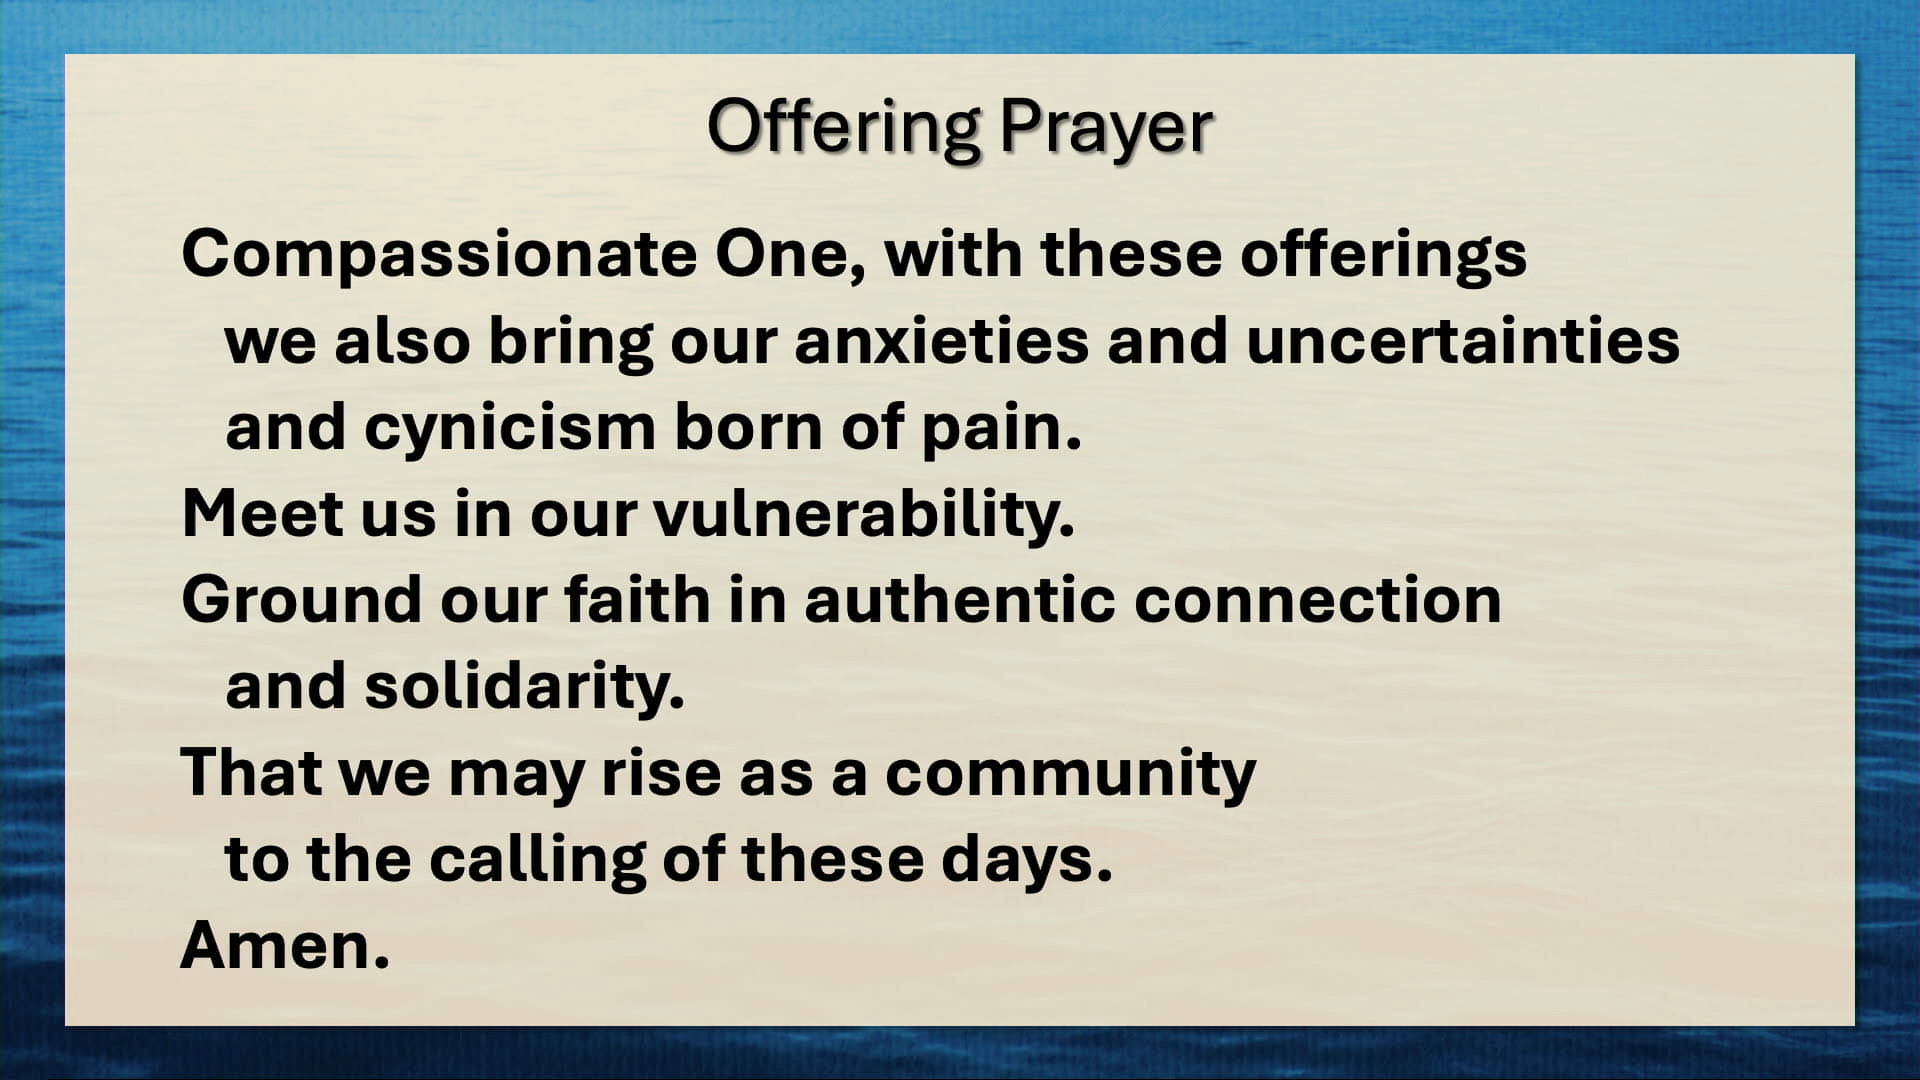 Offering Prayer
Compassionate One, with these offerings
we also bring our anxieties and uncertainties
and cynicism born of pain.
Meet us in our vulnerability.
Ground our faith in authentic connection
and solidarity.
That we may rise as a community
to the calling of these days.
Amen.